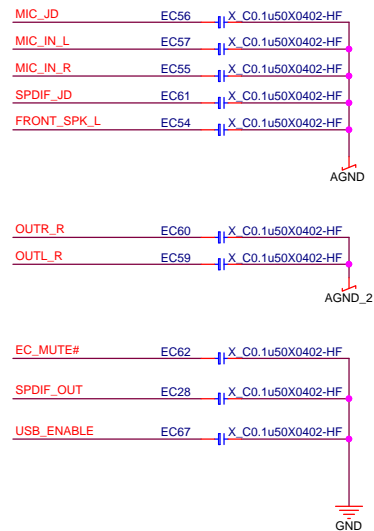 MIC_JD EC56 X_C0.1u50X0402-HF
MIC_IN_L EC57 X_C0.1u50X0402-HF
MIC_IN_R EC55 X_C0.1u50X0402-HF
SPDIF_JD EC61 X_C0.1u50X0402-HF
FRONT_SPK_L EC54 X_C0.1u50X0402-HF
AGND
OUTR_R EC60 X_C0.1u50X0402-HF
OUTL_R EC59 X_C0.1u50X0402-HF
AGND_2
EC_MUTE# EC62 X_C0.1u50X0402-HF
SPDIF_OUT EC28 X_C0.1u50X0402-HF
USB_ENABLE EC67 X_C0.1u50X0402-HF
GND